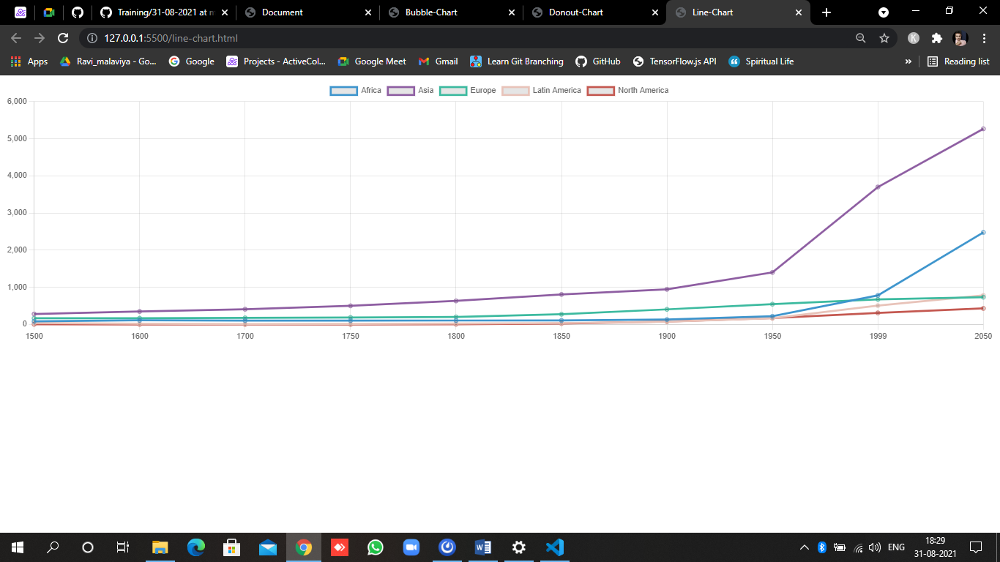 Training/31-08-2021 at m
Document
Bubble-Chart
Donout-Chart
Line-Chart
127.0.0.1:5500/line-chart.html
K
Apps
Ravi_malaviya - Go...
Google
Projects - ActiveCol...
Google Meet
Gmail
Learn Git Branching
GitHub
TensorFlow.js API
Spiritual Life
»
Reading list
Africa
Asia
Europe
Latin America
North America
6,000
5,000
4,000
3,000
2,000
1,000
0
1500
1600
1700
1750
1800
1850
1900
1950
1999
2050
ENG
18:29
31-08-2021